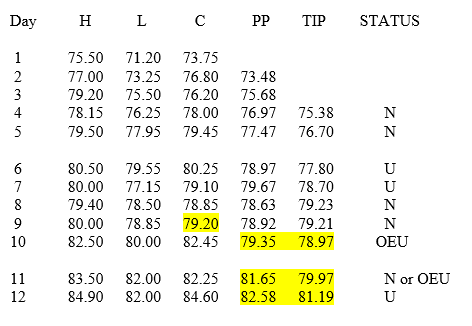 Day H L C PP TIP STATUS
1 75.50 71.20 73.75
2 77.00 73.25 76.80 73.48
3 79.20 75.50 76.20 75.68
4 78.15 76.25 78.00 76.97 75.38 N
5 79.50 77.95 79.45 77.47 76.70 N
6 80.50 79.55 80.25 78.97 77.80 U
7 80.00 77.15 79.10 79.67 78.70 U
8 79.40 78.50 78.85 78.63 79.23 N
9 80.00 78.85 79.20 78.92 79.21 N
10 82.50 80.00 82.45 79.35 78.97 OEU
11 83.50 82.00 82.25 81.65 79.97 N or OEU
12 84.90 82.00 84.60 82.58 81.19 U